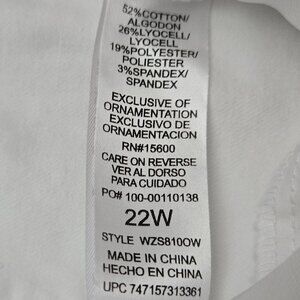 52%COTTON/
ALGODON
26%LYOCELL/
LYOCELL
19%POLYESTER/
POLIESTER
3%SPANDEX/
SPANDEX
EXCLUSIVE OF
ORNAMENTATION
EXCLUSIVO DE
ORNAMENTACION
RN#15600
CARE ON REVERSE
VER AL DORSO
PARA CUIDADO
PO# 100-00110138
22W
STYLE WZS810OW
MADE IN CHINA
HECHO EN CHINA
UPC 747157313361